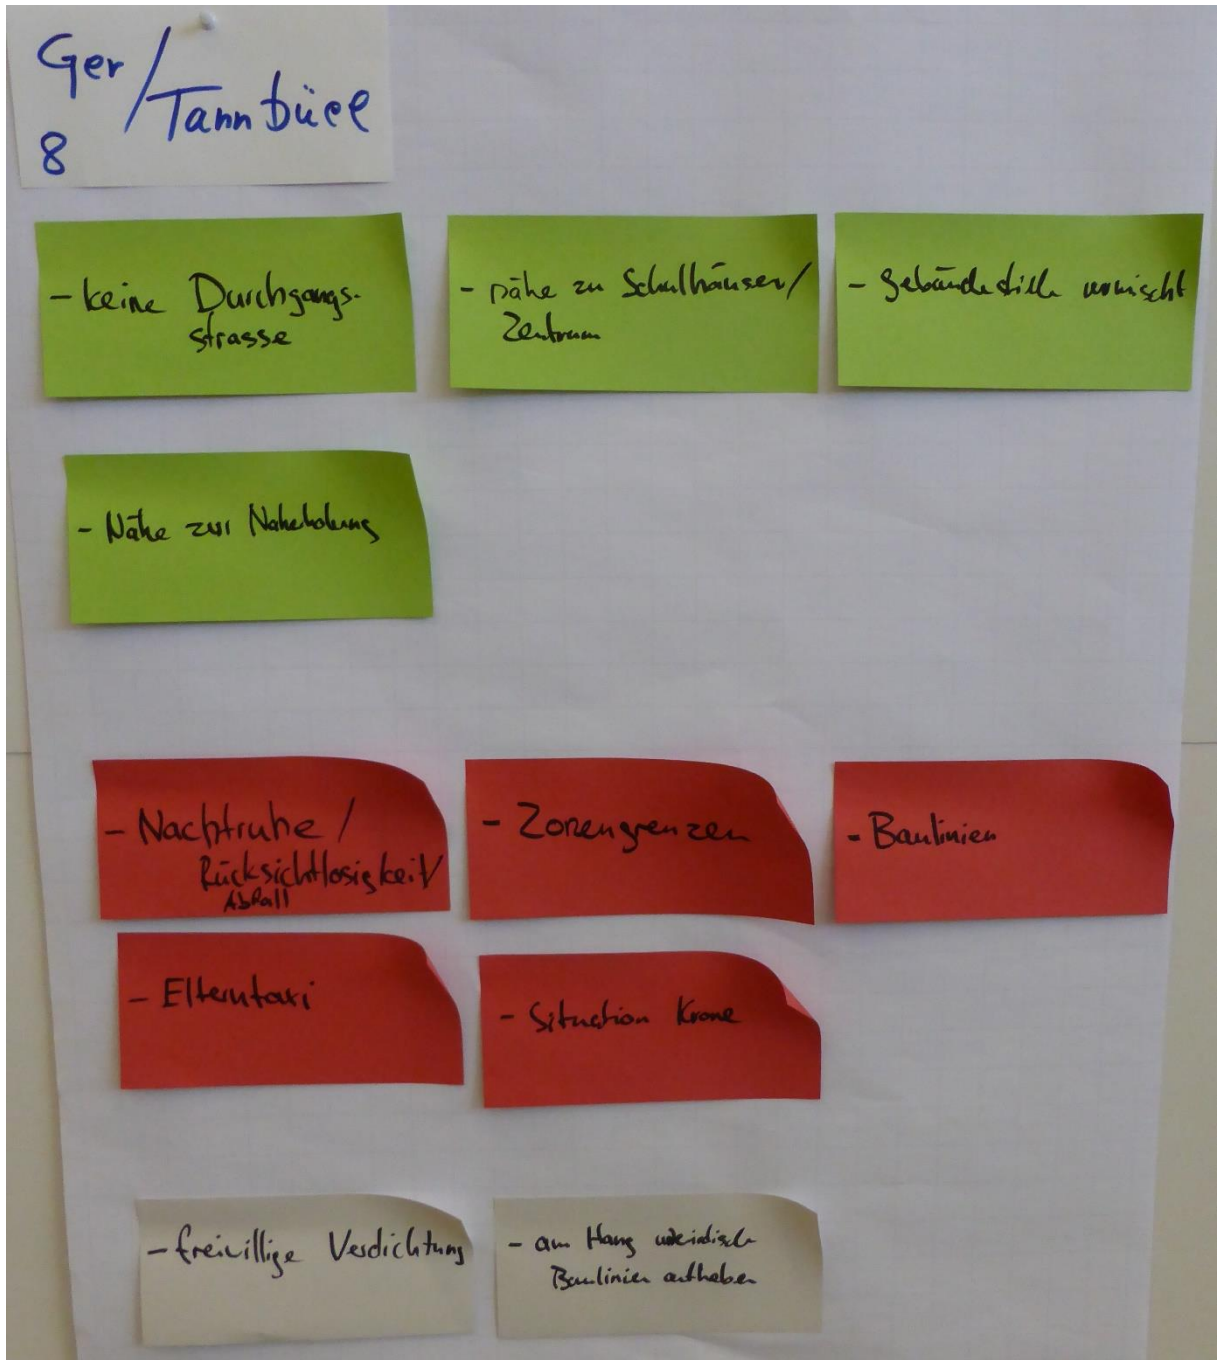 Ger/
Tannbüel
8
- keine Durchgangs-
strasse
- nähe zu Schulhäuser/
Zentrum
- Gebäudestille vermischt
- Nähe zur Naherholung
- Nachtruhe /
Rücksichtlosigkeit/
Abfall
- Zonengrenzen
- Baulinien
- Elterntaxi
- Situation Krone
- freiwillige Verdichtung
- am Hang unterirdisch
Baulinien aufheben